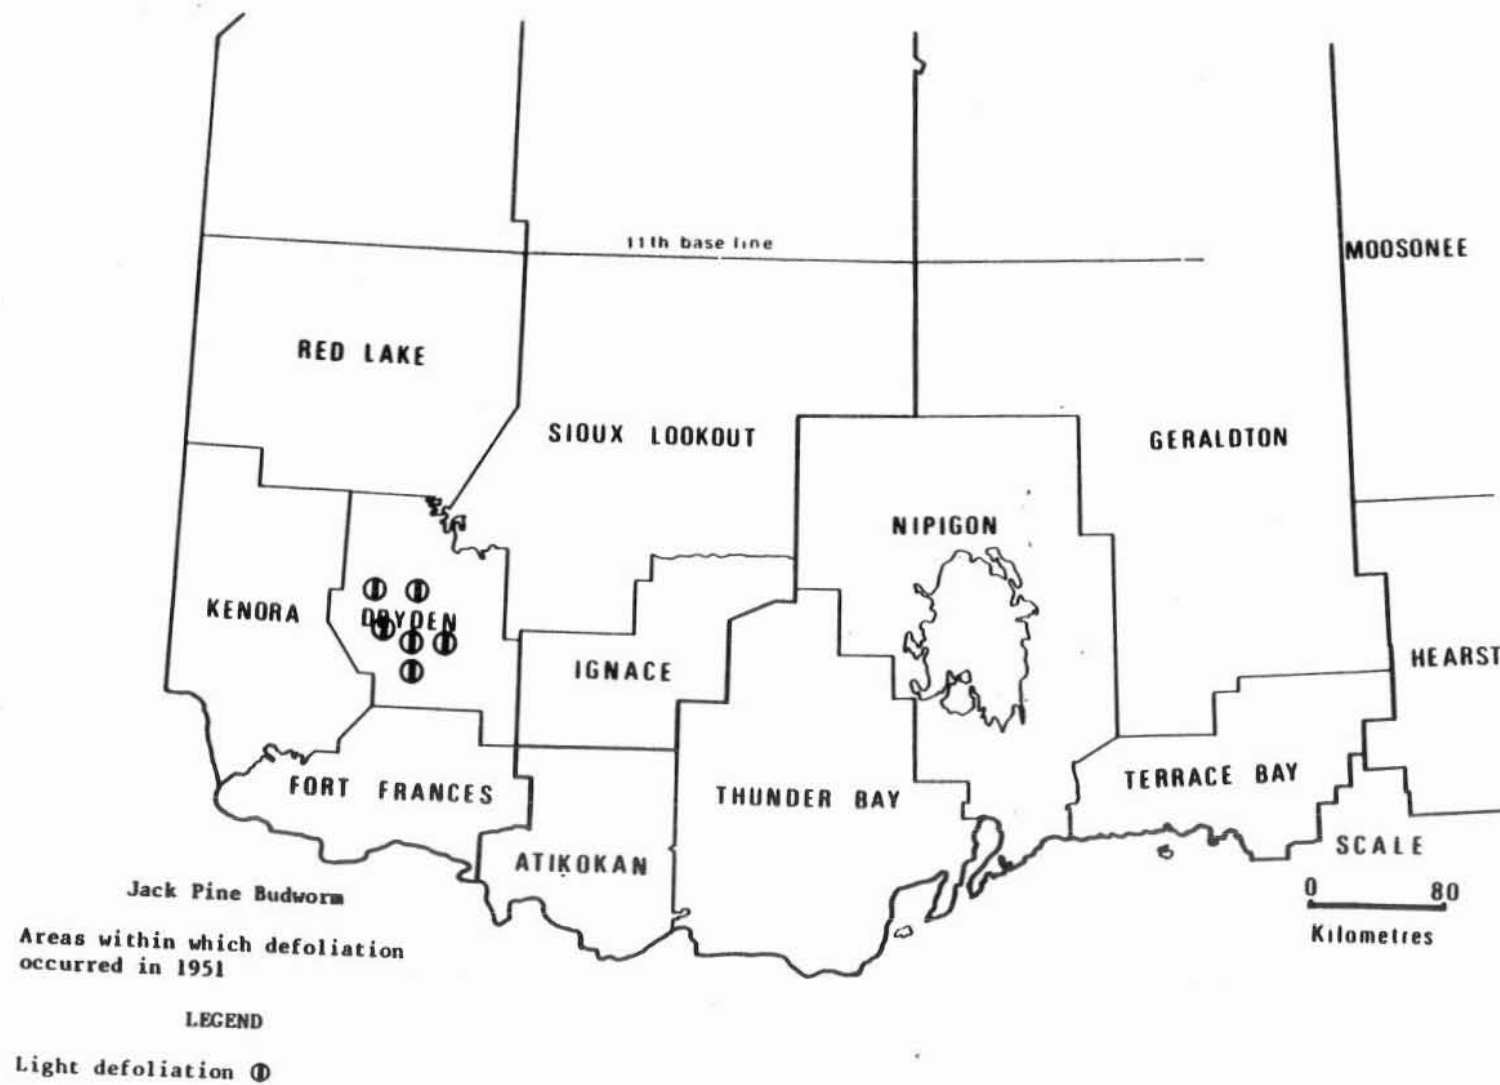 11th base line
MOOSONEE
RED LAKE
SIOUX LOOKOUT
GERALDTON
NIPIGON
KENORA
DRYDEN
IGNACE
HEARST
FORT FRANCES
THUNDER BAY
TERRACE BAY
ATIKOKAN
SCALE
0 80
Kilometres
Jack Pine Budworm
Areas within which defoliation
occurred in 1951
LEGEND
Light defoliation